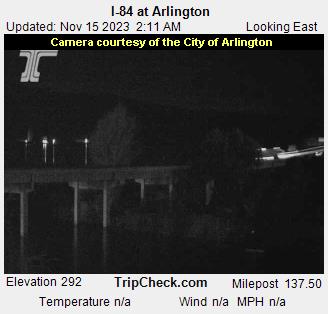 I-84 at Arlington
Updated: Nov 15 2023 2:11 AM Looking East
Camera courtesy of the City of Arlington
Elevation 292 TripCheck.com Milepost 137.50
Temperature n/a Wind n/a MPH n/a